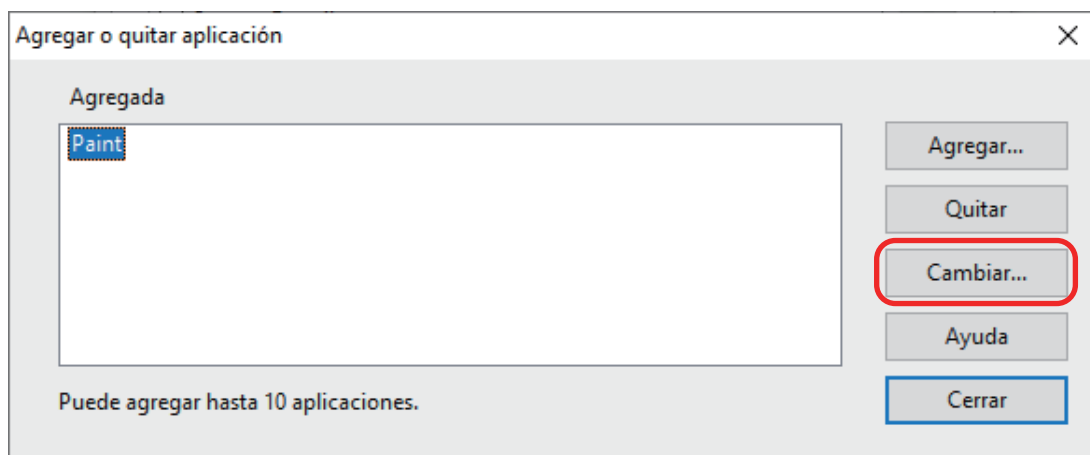 Agregar o quitar aplicación
Agregada
Paint
Agregar...
Quitar
Cambiar...
Ayuda
Cerrar
Puede agregar hasta 10 aplicaciones.